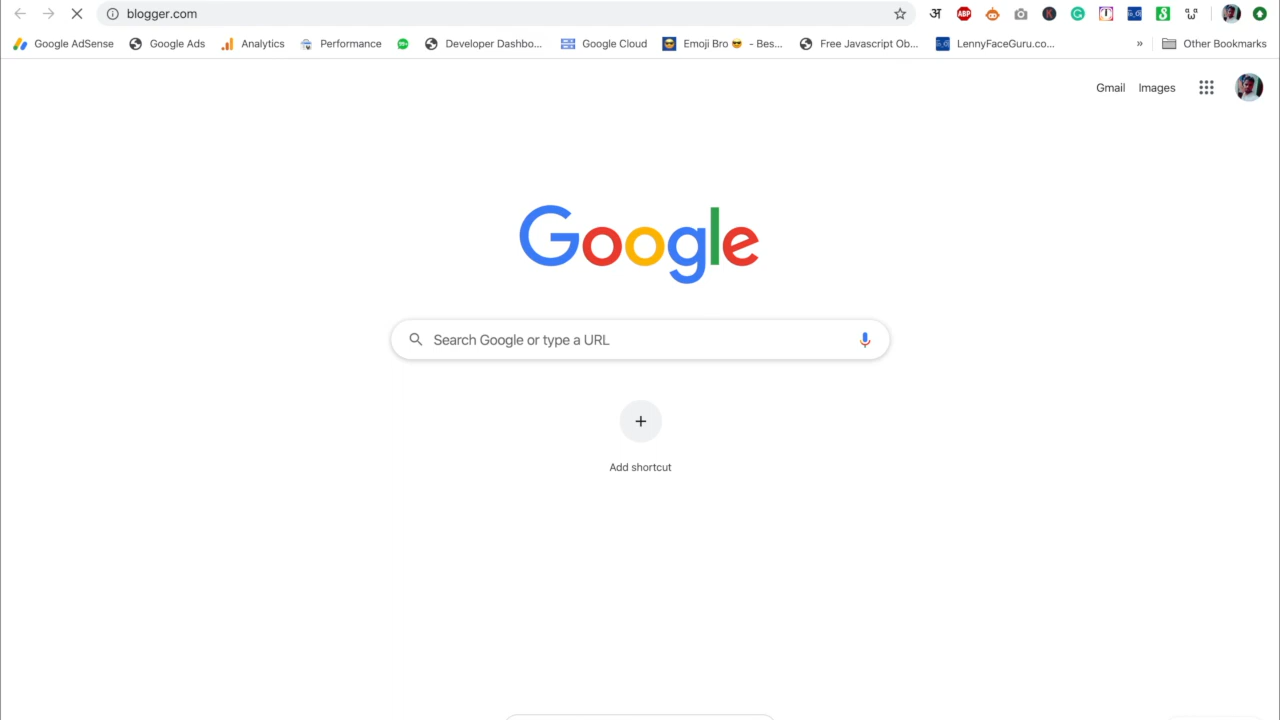 blogger.com
अ ABP
Google AdSense Google Ads Analytics Performance Developer Dashbo... Google Cloud Emoji Bro 😎 - Bes... Free Javascript Ob... LennyFaceGuru.co... » Other Bookmarks
Gmail Images
Google
Search Google or type a URL
Add shortcut